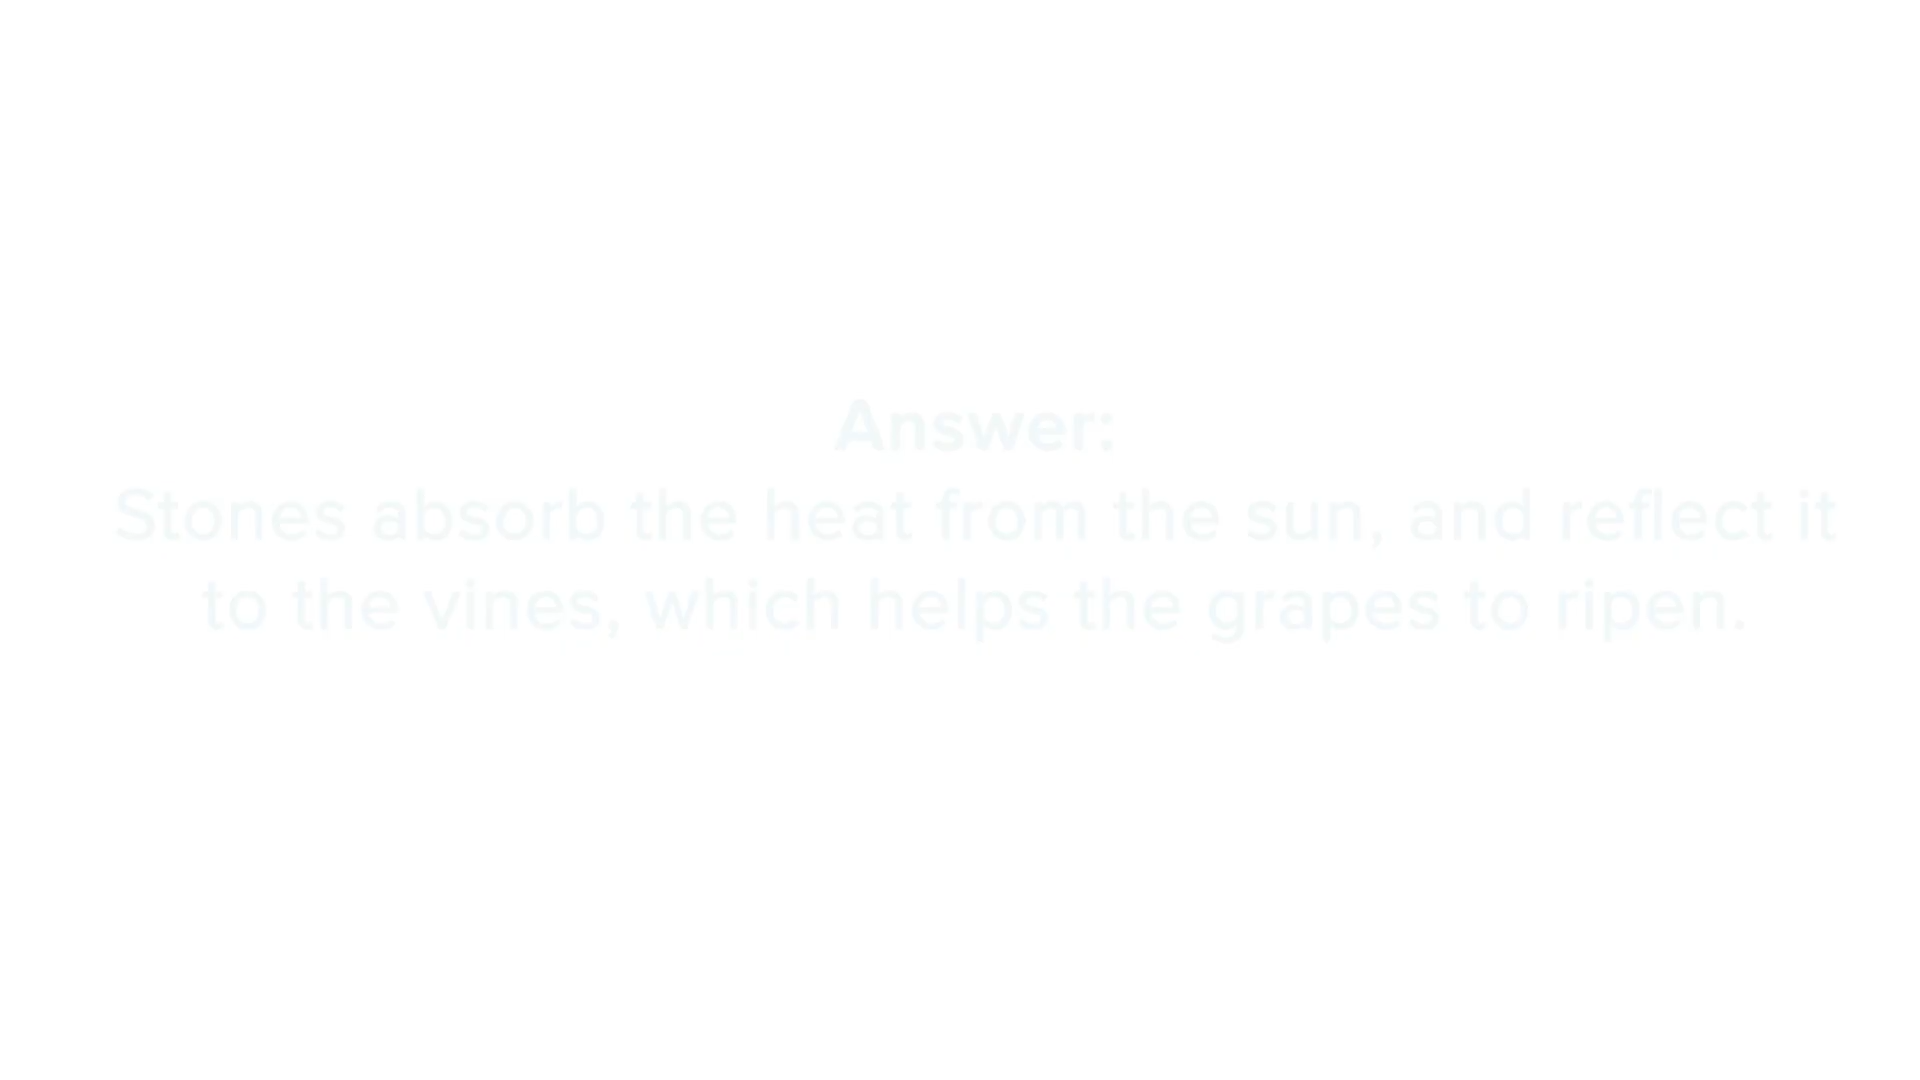 Answer:
Stones absorb the heat from the sun, and reflect it
to the vines, which helps the grapes to ripen.